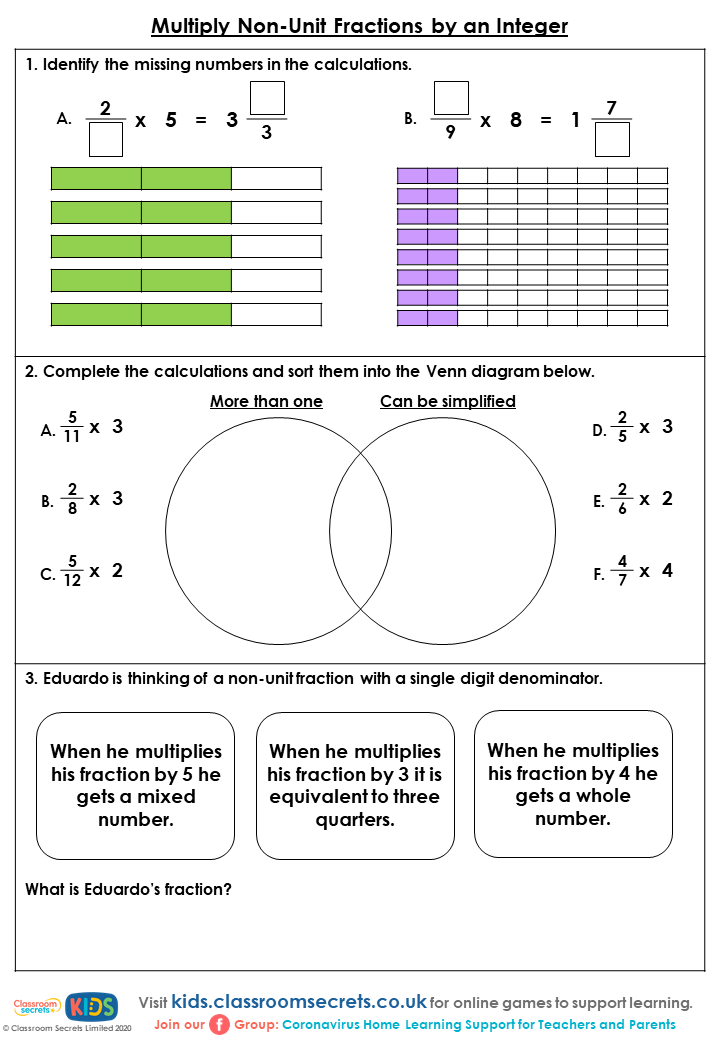 Multiply Non-Unit Fractions by an Integer
1. Identify the missing numbers in the calculations.
A. 2/□ x 5 = 3 □/3
B. □/9 x 8 = 1 7/□
2. Complete the calculations and sort them into the Venn diagram below.
More than one
Can be simplified
A. 5/11 x 3
B. 2/8 x 3
C. 5/12 x 2
D. 2/5 x 3
E. 2/6 x 2
F. 4/7 x 4
3. Eduardo is thinking of a non-unit fraction with a single digit denominator.
When he multiplies
his fraction by 5 he
gets a mixed
number.
When he multiplies
his fraction by 3 it is
equivalent to three
quarters.
When he multiplies
his fraction by 4 he
gets a whole
number.
What is Eduardo's fraction?
Classroom
Secrets
KIDS
© Classroom Secrets Limited 2020
Visit kids.classroomsecrets.co.uk for online games to support learning.
Join our f Group: Coronavirus Home Learning Support for Teachers and Parents